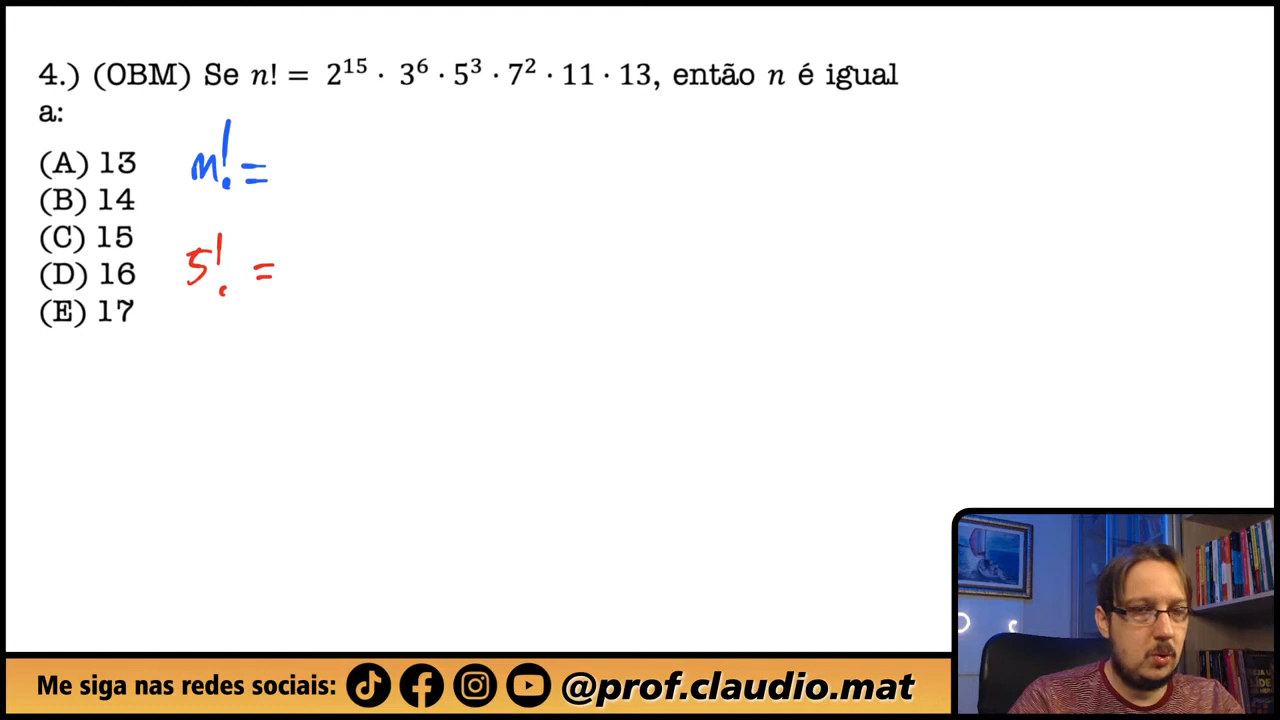 4.) (OBM) Se n! = 2¹⁵ · 3⁶ · 5³ · 7² · 11 · 13, então n é igual
a:
(A) 13
(B) 14
(C) 15
(D) 16
(E) 17
n! =
5! =
Me siga nas redes sociais: @prof.claudio.mat